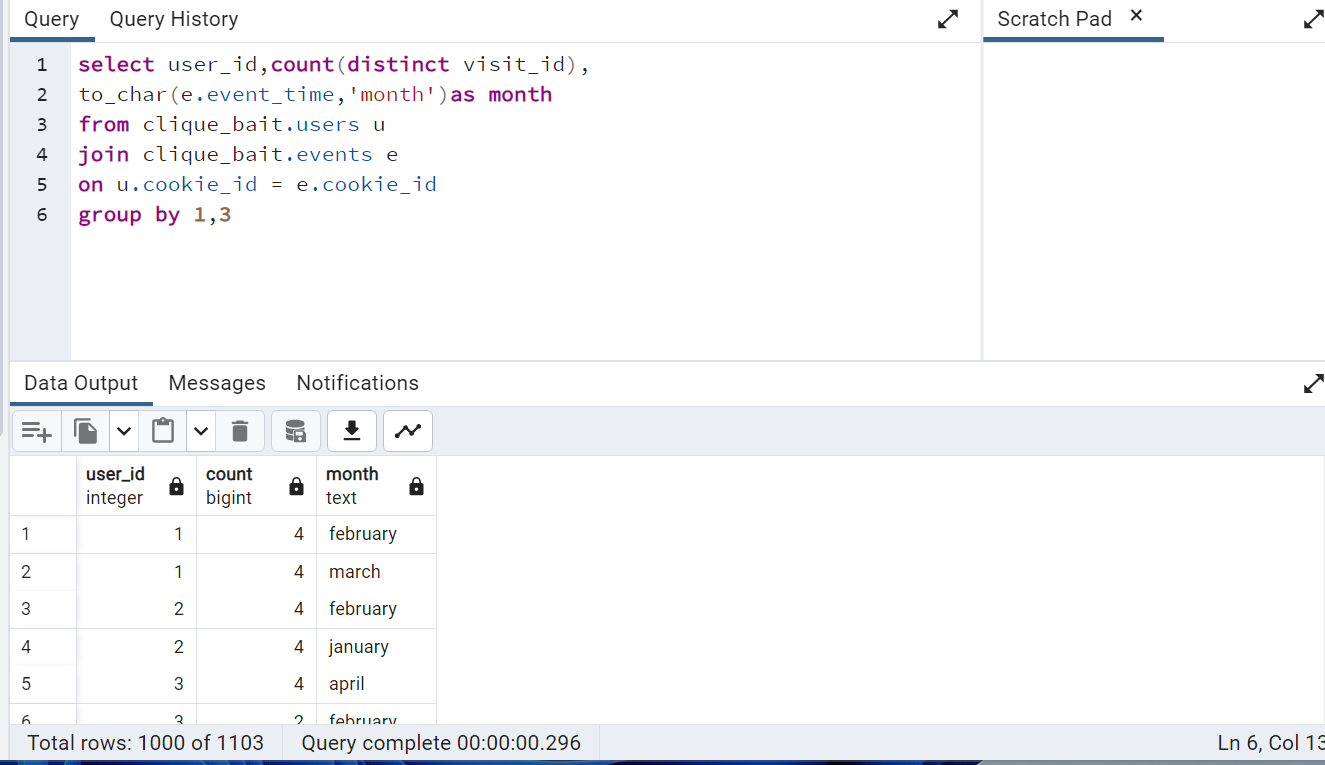 Query Query History Scratch Pad ×
1 select user_id,count(distinct visit_id),
2 to_char(e.event_time,'month')as month
3 from clique_bait.users u
4 join clique_bait.events e
5 on u.cookie_id = e.cookie_id
6 group by 1,3
Data Output Messages Notifications
user_id count month
integer bigint text
1 1 4 february
2 1 4 march
3 2 4 february
4 2 4 january
5 3 4 april
6 3 2 february
Total rows: 1000 of 1103 Query complete 00:00:00.296 Ln 6, Col 13